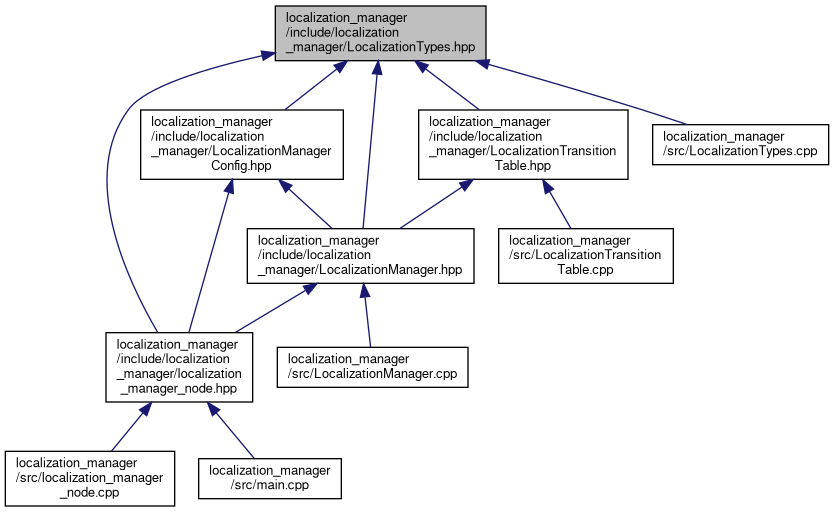 localization_manager
/include/localization
_manager/LocalizationTypes.hpp
localization_manager
/include/localization
_manager/LocalizationManager
Config.hpp
localization_manager
/include/localization
_manager/LocalizationTransition
Table.hpp
localization_manager
/src/LocalizationTypes.cpp
localization_manager
/include/localization
_manager/LocalizationManager.hpp
localization_manager
/src/LocalizationTransition
Table.cpp
localization_manager
/include/localization
_manager/localization
_manager_node.hpp
localization_manager
/src/LocalizationManager.cpp
localization_manager
/src/localization_manager
_node.cpp
localization_manager
/src/main.cpp